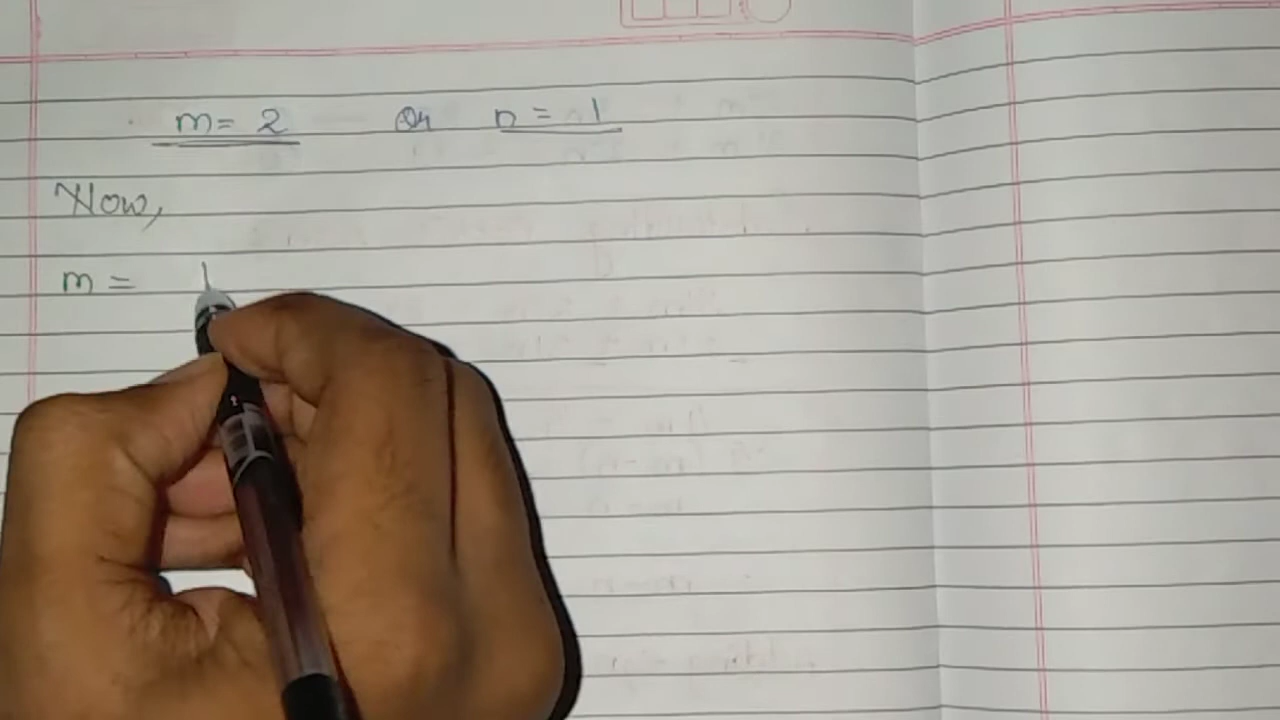 m = 2 or n = 1
Now,
m =